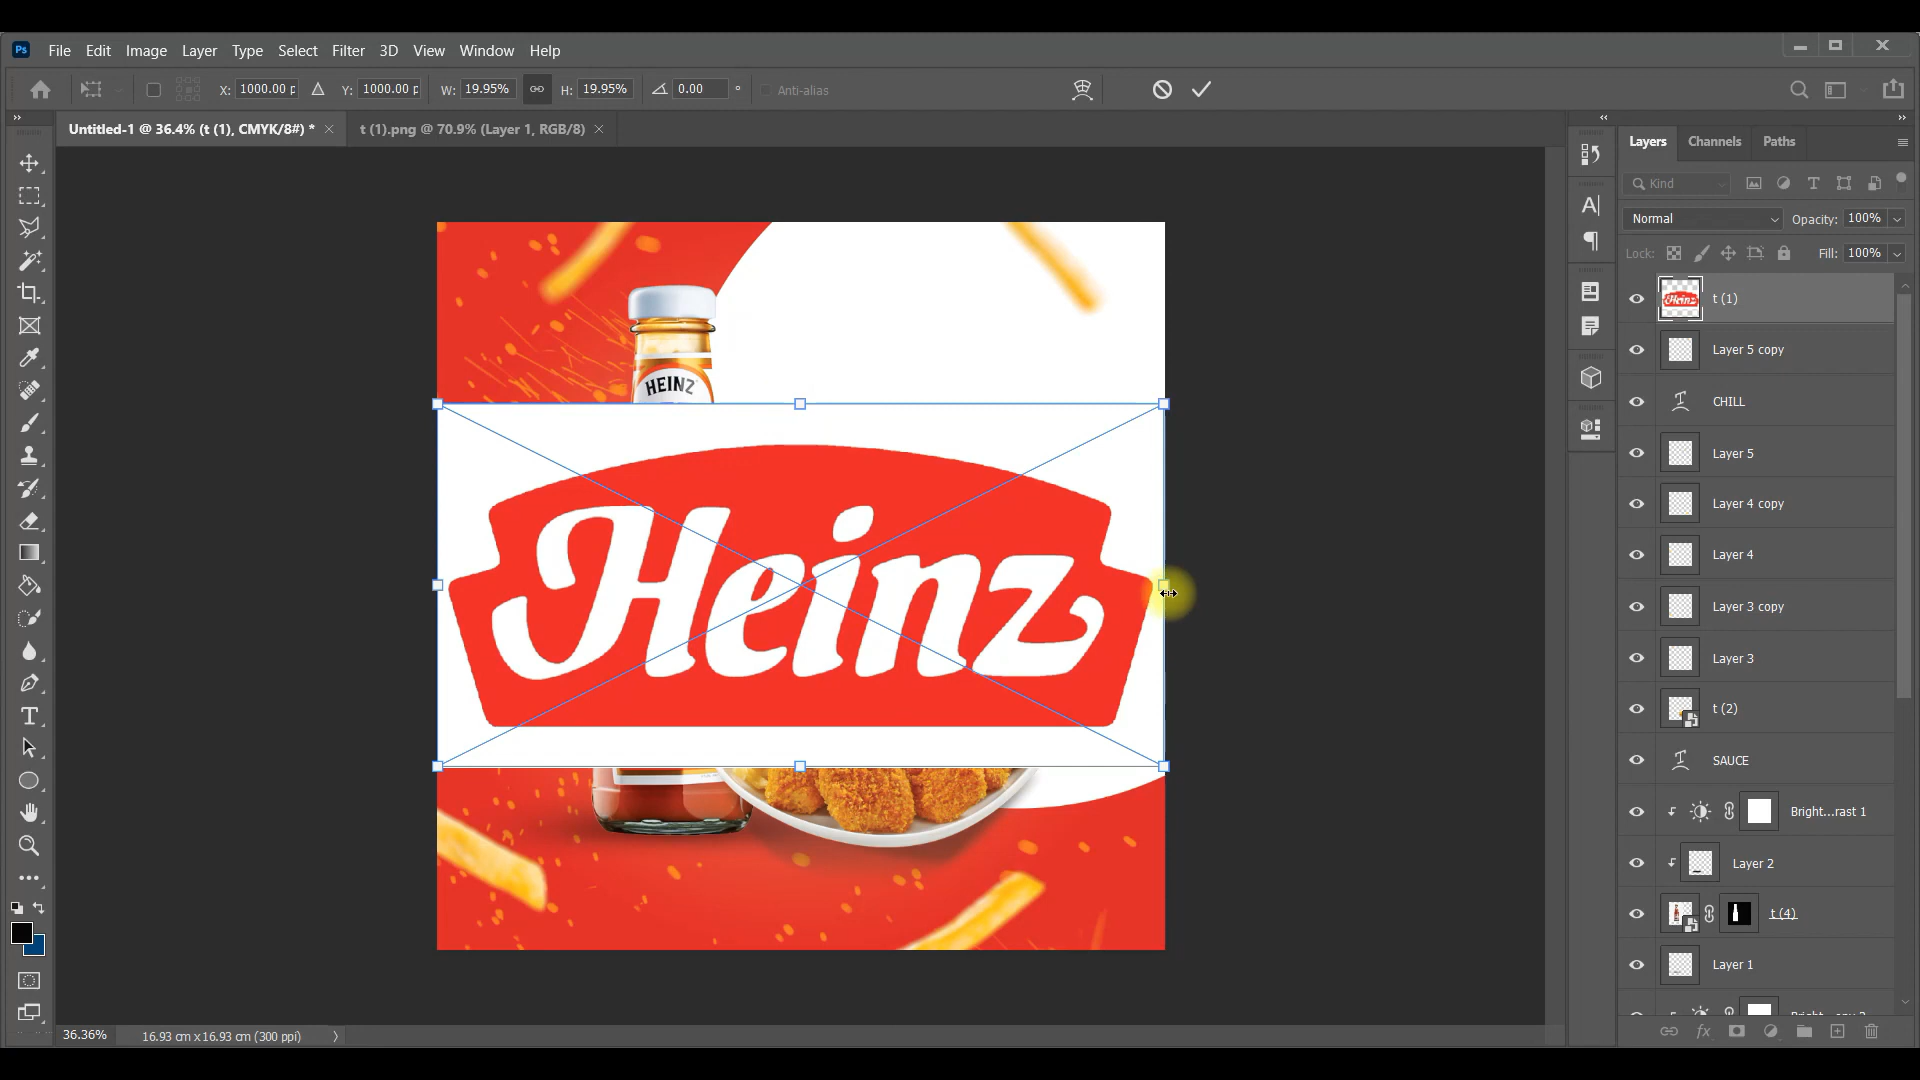 Ps File Edit Image Layer Type Select Filter 3D View Window Help
X: 1000.00 p Y: 1000.00 p W: 19.95% H: 19.95% 0.00 ° Anti-alias
Untitled-1 @ 36.4% (t (1), CMYK/8#) * t (1).png @ 70.9% (Layer 1, RGB/8)
Layers Channels Paths
Kind
Normal Opacity: 100%
Lock: Fill: 100%
t (1)
Layer 5 copy
CHILL
Layer 5
Layer 4 copy
Layer 4
Layer 3 copy
Layer 3
t (2)
SAUCE
Bright...rast 1
Layer 2
t (4)
Layer 1
HEINZ
Heinz
36.36% 16.93 cm x 16.93 cm (300 ppi)